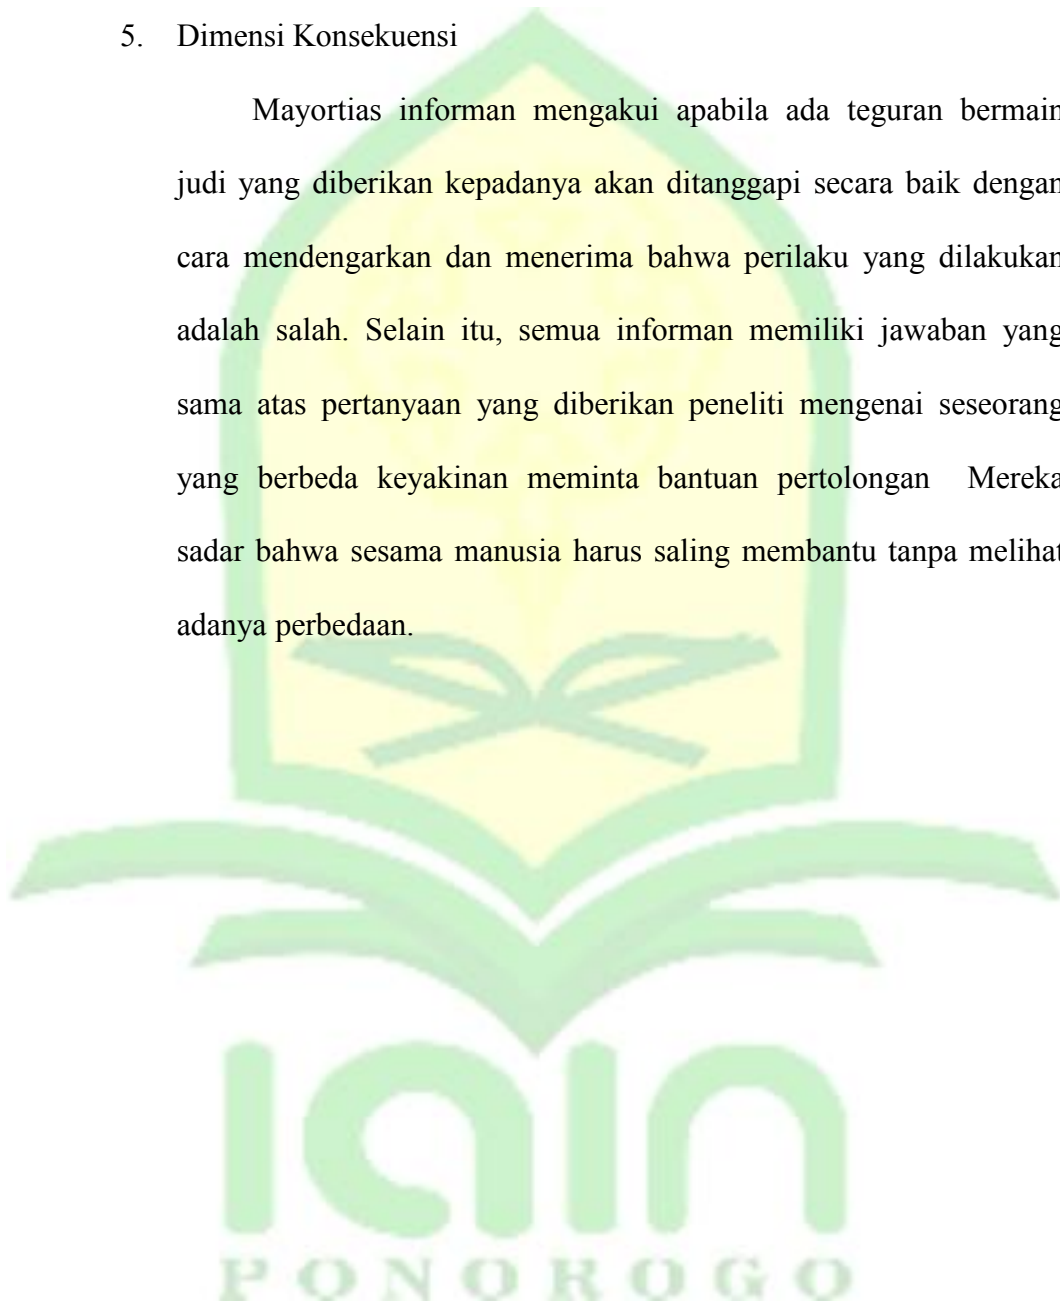 5. Dimensi Konsekuensi
Mayortias informan mengakui apabila ada teguran bermain
judi yang diberikan kepadanya akan ditanggapi secara baik dengan
cara mendengarkan dan menerima bahwa perilaku yang dilakukan
adalah salah. Selain itu, semua informan memiliki jawaban yang
sama atas pertanyaan yang diberikan peneliti mengenai seseorang
yang berbeda keyakinan meminta bantuan pertolongan Mereka
sadar bahwa sesama manusia harus saling membantu tanpa melihat
adanya perbedaan.
iain
PONOROGO